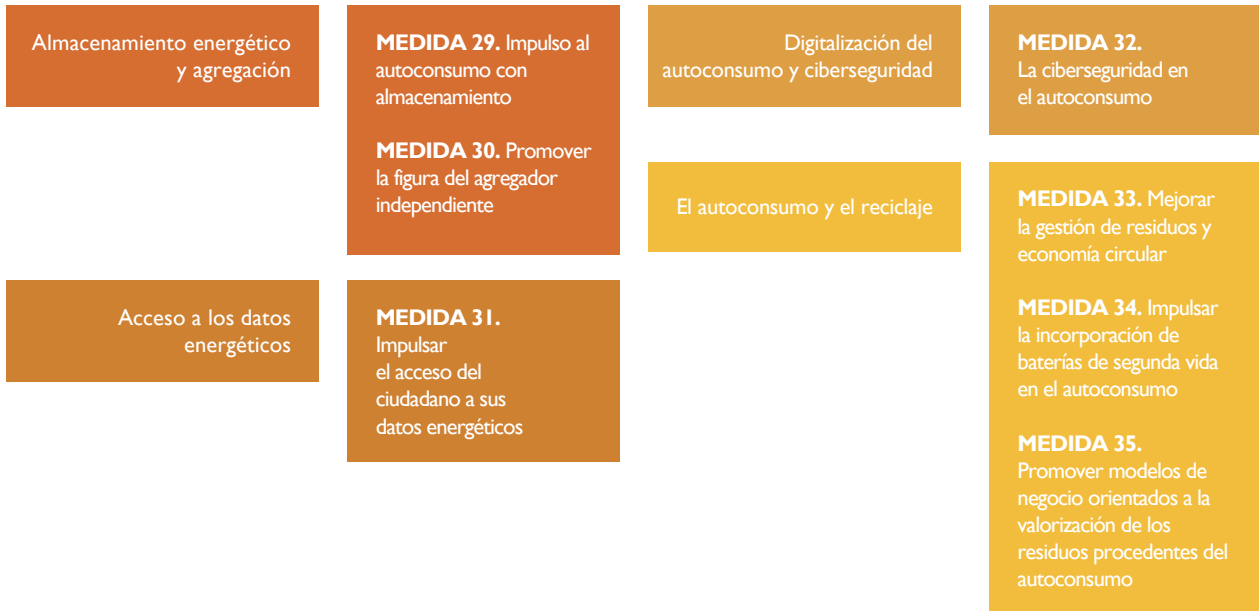 Almacenamiento energético
y agregación
MEDIDA 29. Impulso al
autoconsumo con
almacenamiento
MEDIDA 30. Promover
la figura del agregador
independiente
Acceso a los datos
energéticos
MEDIDA 31.
Impulsar
el acceso del
ciudadano a sus
datos energéticos
Digitalización del
autoconsumo y ciberseguridad
MEDIDA 32.
La ciberseguridad en
el autoconsumo
El autoconsumo y el reciclaje
MEDIDA 33. Mejorar
la gestión de residuos y
economía circular
MEDIDA 34. Impulsar
la incorporación de
baterías de segunda vida
en el autoconsumo
MEDIDA 35.
Promover modelos de
negocio orientados a la
valorización de los
residuos procedentes del
autoconsumo